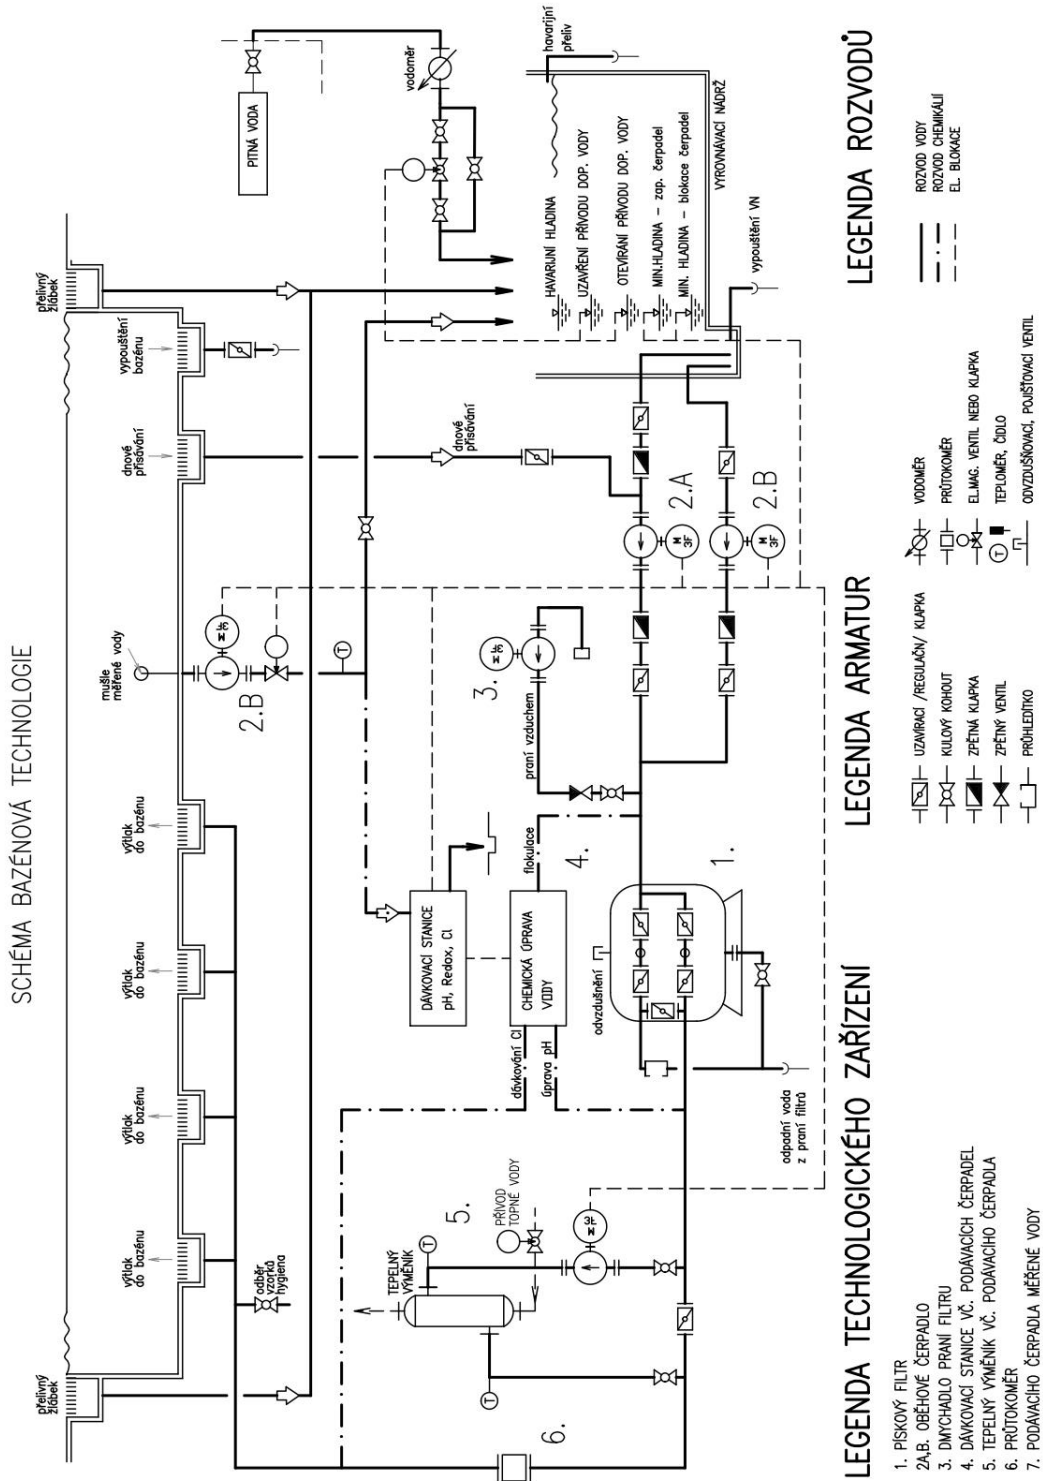 SCHÉMA BAZÉNOVÁ TECHNOLOGIE
přelivný
žlábek
výtlak
do bazénu
výtlak
do bazénu
výtlak
do bazénu
výtlak
do bazénu
mušle
měřené vody
dnové
přisávání
vypouštění
bazénu
přelivný
žlábek
odběr
vzorků
hygiena
2.B
M
3F
T
PITNÁ VODA
vodoměr
havarijní
přeliv
HAVARIJNÍ HLADINA
UZAVŘENÍ PŘÍVODU DOP. VODY
OTEVÍRÁNÍ PŘÍVODU DOP. VODY
MIN.HLADINA – zap. čerpadel
MIN. HLADINA – blokace čerpadel
VYROVNÁVACÍ NÁDRŽ
vypouštění VN
dnové
přisávání
2.A
M
3F
2.B
M
3F
3.
M
3F
praní vzduchem
DÁVKOVACÍ STANICE
pH, Redox, Cl
CHEMICKÁ ÚPRAVA
VODY
flokulace
4.
dávkování Cl
úprava pH
odvzdušnění
1.
odpadní voda
z praní filtrů
5.
PŘÍVOD
TOPNÉ VODY
TEPELNÝ
VÝMĚNÍK
T
T
M
3F
6.
LEGENDA TECHNOLOGICKÉHO ZAŘÍZENÍ
1. PÍSKOVÝ FILTR
2A,B. OBĚHOVÉ ČERPADLO
3. DMYCHADLO PRANÍ FILTRU
4. DÁVKOVACÍ STANICE VČ. PODÁVACÍCH ČERPADEL
5. TEPELNÝ VÝMĚNÍK VČ. PODÁVACÍHO ČERPADLA
6. PRŮTOKOMĚR
7. PODÁVACÍHO ČERPADLA MĚŘENÉ VODY
LEGENDA ARMATUR
UZAVÍRACÍ /REGULAČN/ KLAPKA
KULOVÝ KOHOUT
ZPĚTNÁ KLAPKA
ZPĚTNÝ VENTIL
PRŮHLEDÍTKO
VODOMĚR
PRŮTOKOMĚR
EL.MAG. VENTIL NEBO KLAPKA
T
TEPLOMĚR, ČIDLO
ODVZDUŠŇOVACÍ, POJIŠŤOVACÍ VENTIL
LEGENDA ROZVODŮ
ROZVOD VODY
ROZVOD CHEMIKÁLIÍ
EL. BLOKACE